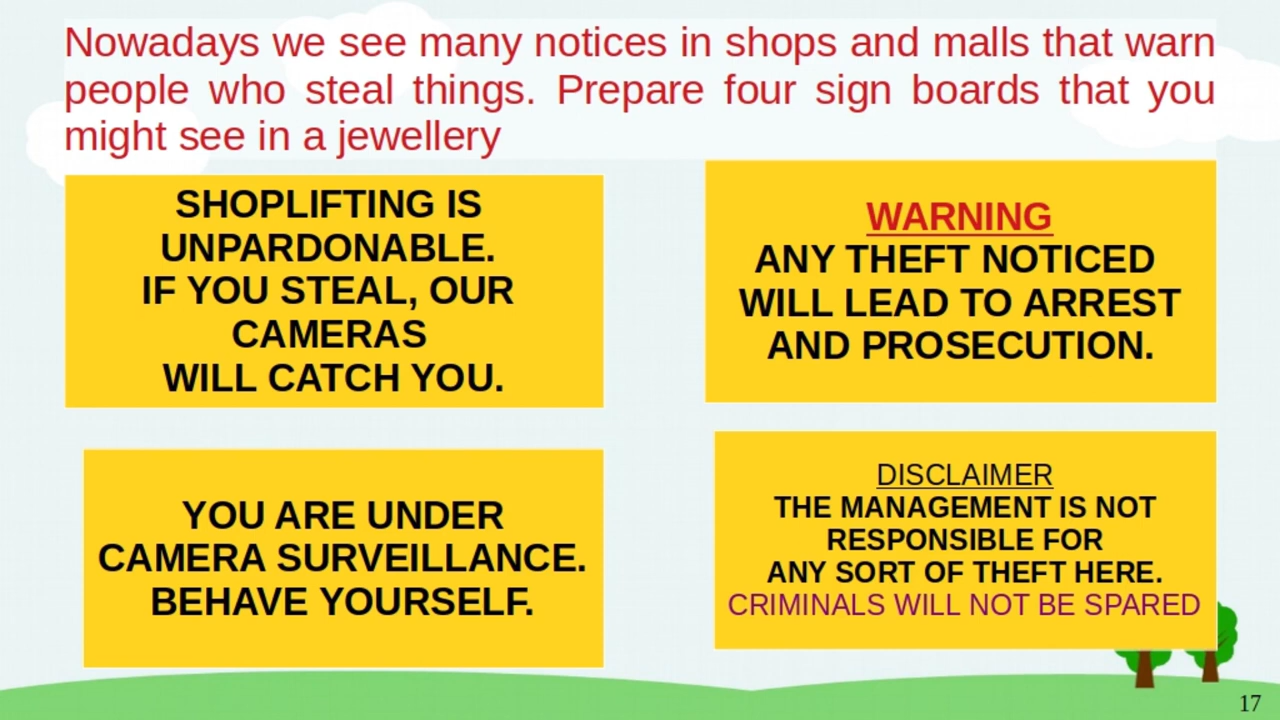 Nowadays we see many notices in shops and malls that warn
people who steal things. Prepare four sign boards that you
might see in a jewellery
SHOPLIFTING IS
UNPARDONABLE.
IF YOU STEAL, OUR
CAMERAS
WILL CATCH YOU.
WARNING
ANY THEFT NOTICED
WILL LEAD TO ARREST
AND PROSECUTION.
YOU ARE UNDER
CAMERA SURVEILLANCE.
BEHAVE YOURSELF.
DISCLAIMER
THE MANAGEMENT IS NOT
RESPONSIBLE FOR
ANY SORT OF THEFT HERE.
CRIMINALS WILL NOT BE SPARED
17